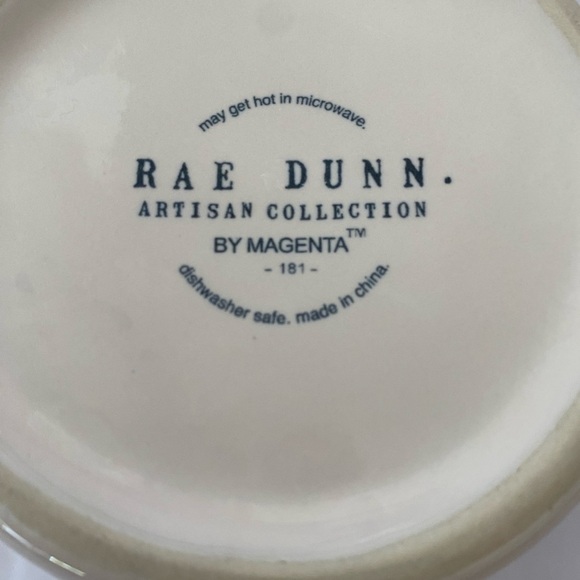 may get hot in microwave.
RAE DUNN.
ARTISAN COLLECTION
BY MAGENTA™
- 181 -
dishwasher safe. made in china.